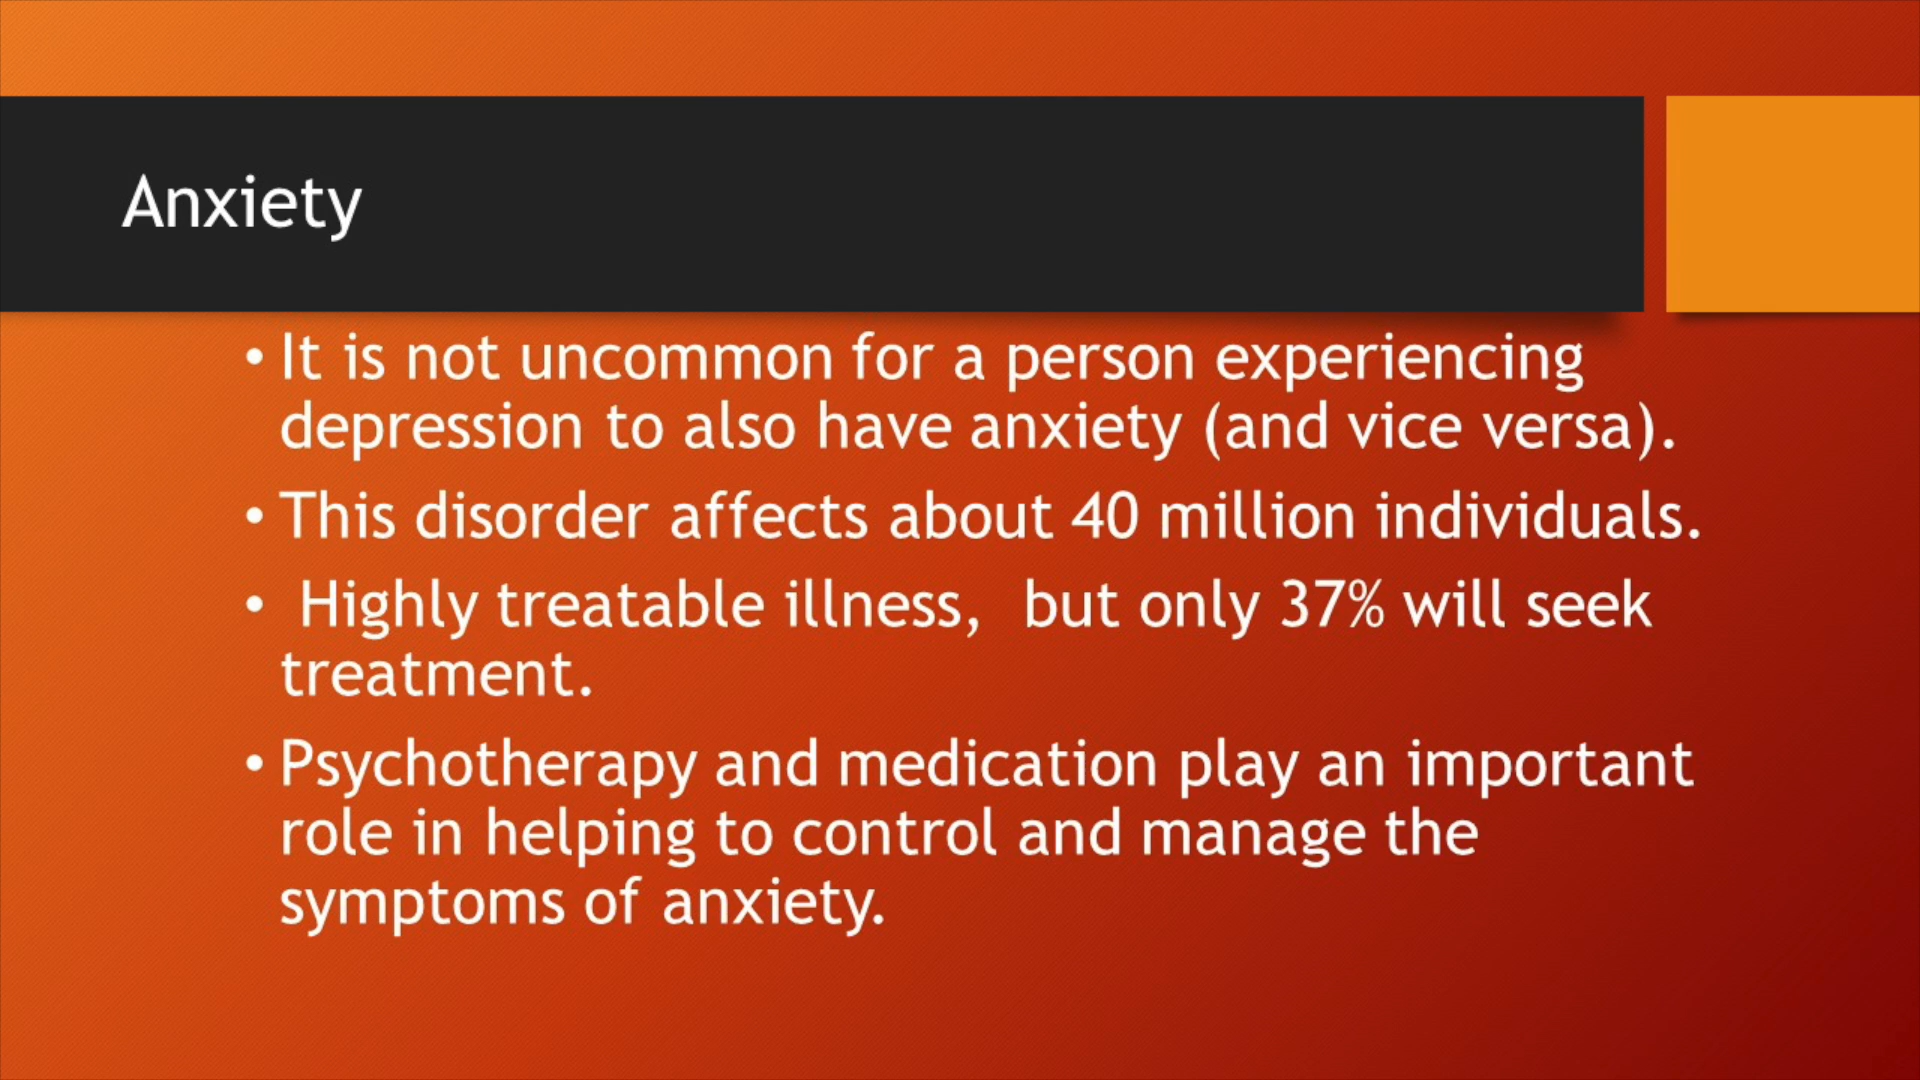 Anxiety
• It is not uncommon for a person experiencing
depression to also have anxiety (and vice versa).
• This disorder affects about 40 million individuals.
•  Highly treatable illness,  but only 37% will seek
treatment.
• Psychotherapy and medication play an important
role in helping to control and manage the
symptoms of anxiety.